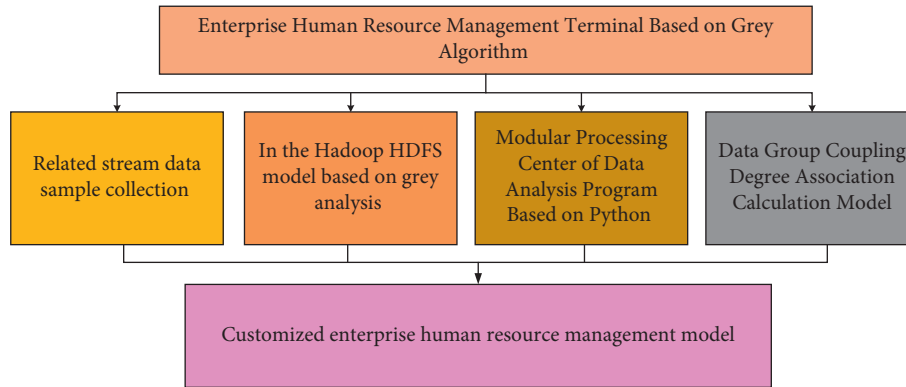 Enterprise Human Resource Management Terminal Based on Grey
Algorithm
Related stream data
sample collection
In the Hadoop HDFS
model based on grey
analysis
Modular Processing
Center of Data
Analysis Program
Based on Python
Data Group Coupling
Degree Association
Calculation Model
Customized enterprise human resource management model